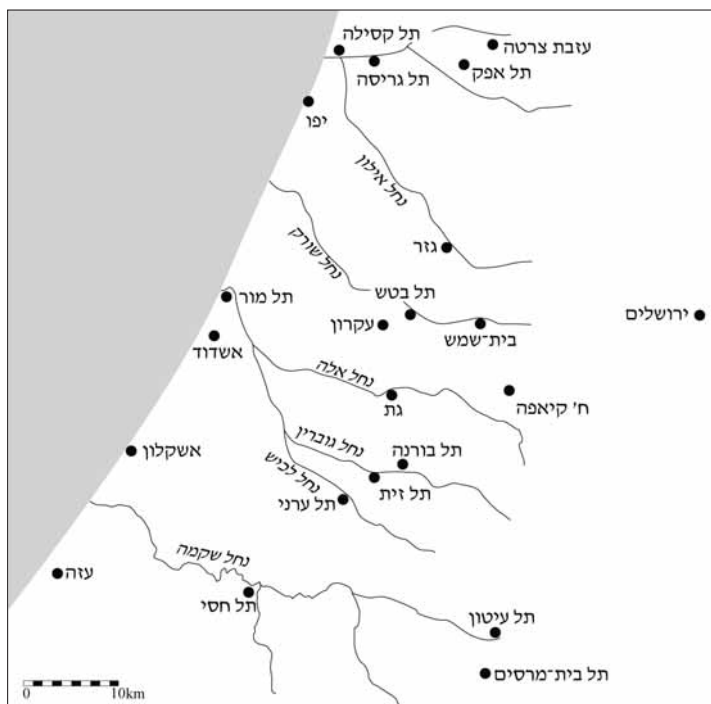 תל קסילה
עזבת צרטה
תל אפק
תל גריסה
יפו
נחל אילון
גזר
נחל שורק
תל בטש
תל מור
ירושלים
עקרון
בית־שמש
אשדוד
נחל אלה
גת
ח' קיאפה
נחל גוברין
תל בורנה
אשקלון
נחל לכיש
תל זית
תל ערני
נחל שקמה
עזה
תל חסי
תל עיטון
תל בית־מרסים
0 10km